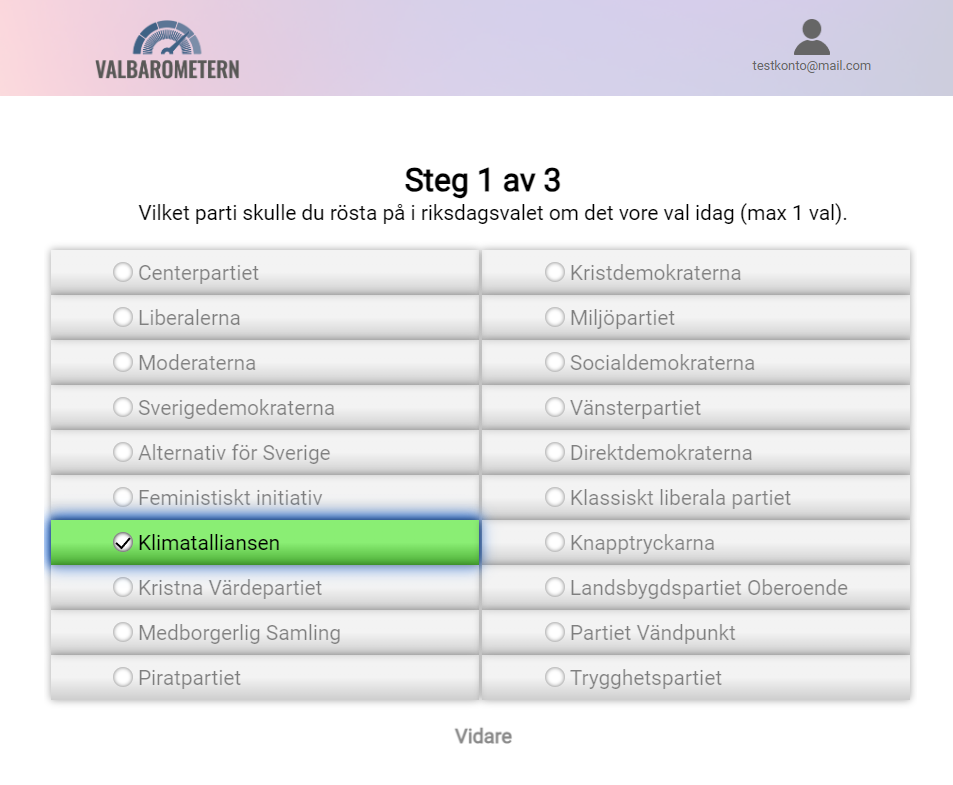 VALBAROMETERN
testkonto@mail.com
Steg 1 av 3
Vilket parti skulle du rösta på i riksdagsvalet om det vore val idag (max 1 val).
Centerpartiet
Kristdemokraterna
Liberalerna
Miljöpartiet
Moderaterna
Socialdemokraterna
Sverigedemokraterna
Vänsterpartiet
Alternativ för Sverige
Direktdemokraterna
Feministiskt initiativ
Klassiskt liberala partiet
Klimatalliansen
Knapptryckarna
Kristna Värdepartiet
Landsbygdspartiet Oberoende
Medborgerlig Samling
Partiet Vändpunkt
Piratpartiet
Trygghetspartiet
Vidare